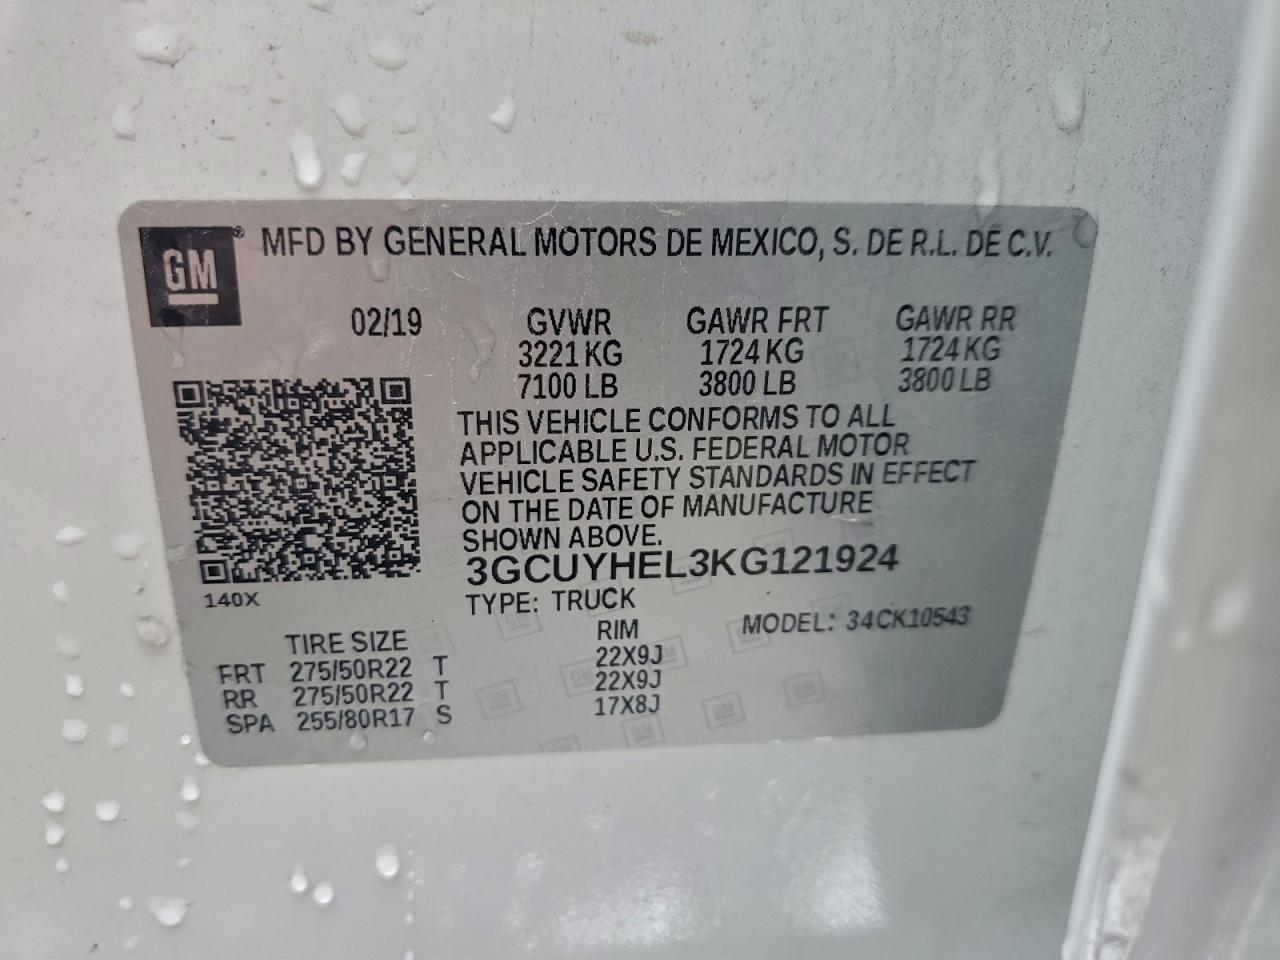 GM® MFD BY GENERAL MOTORS DE MEXICO, S. DE R.L. DE C.V.
02/19 GVWR GAWR FRT GAWR RR
3221 KG 1724 KG 1724 KG
7100 LB 3800 LB 3800 LB
THIS VEHICLE CONFORMS TO ALL
APPLICABLE U.S. FEDERAL MOTOR
VEHICLE SAFETY STANDARDS IN EFFECT
ON THE DATE OF MANUFACTURE
SHOWN ABOVE.
3GCUYHEL3KG121924
140X TYPE: TRUCK MODEL: 34CK10543
TIRE SIZE RIM
FRT 275/50R22 T 22X9J
RR 275/50R22 T 22X9J
SPA 255/80R17 S 17X8J